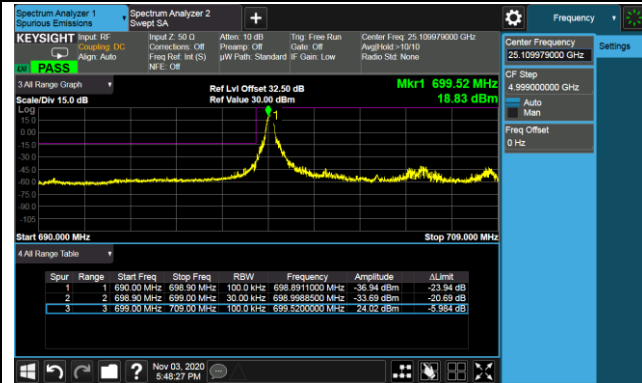 Spectrum Analyzer 1
Spurious Emissions
Spectrum Analyzer 2
Swept SA
+
Frequency
KEYSIGHT
Input: RF
Coupling: DC
Align: Auto
Input Z: 50 Ω
Corrections: Off
Freq Ref: Int (S)
NFE: Off
Atten: 10 dB
Preamp: Off
µW Path: Standard
Trig: Free Run
Gate: Off
IF Gain: Low
Center Freq: 25.109979000 GHz
Avg|Hold:>10/10
Radio Std: None
PASS
3 All Range Graph
Scale/Div 15.0 dB
Ref Lvl Offset 32.50 dB
Ref Value 30.00 dBm
Mkr1 699.52 MHz
18.83 dBm
Log
15.0
0.00
-15.0
-30.0
-45.0
-60.0
-75.0
-90.0
-105
1
Start 690.000 MHz
Stop 709.000 MHz
4 All Range Table
Spur Range Start Freq Stop Freq RBW Frequency Amplitude ΔLimit
1 1 690.00 MHz 698.90 MHz 100.0 kHz 698.8911000 MHz -36.94 dBm -23.94 dB
2 2 698.90 MHz 699.00 MHz 30.00 kHz 698.9988500 MHz -33.69 dBm -20.69 dB
3 3 699.00 MHz 709.00 MHz 100.0 kHz 699.5200000 MHz 24.02 dBm -5.984 dB
Center Frequency
25.109979000 GHz
Settings
CF Step
4.999000000 GHz
Auto
Man
Freq Offset
0 Hz
?
Nov 03, 2020
5:48:27 PM